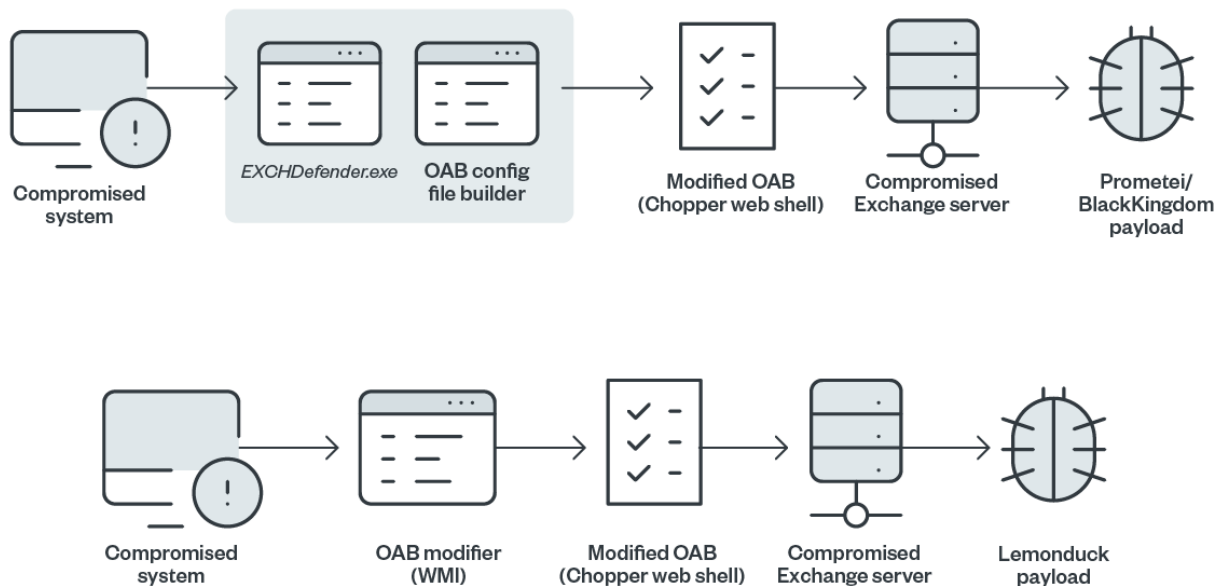 EXCHDefender.exe
OAB config
file builder
Compromised
system
Modified OAB
(Chopper web shell)
Compromised
Exchange server
Prometei/
BlackKingdom
payload
Compromised
system
OAB modifier
(WMI)
Modified OAB
(Chopper web shell)
Compromised
Exchange server
Lemonduck
payload